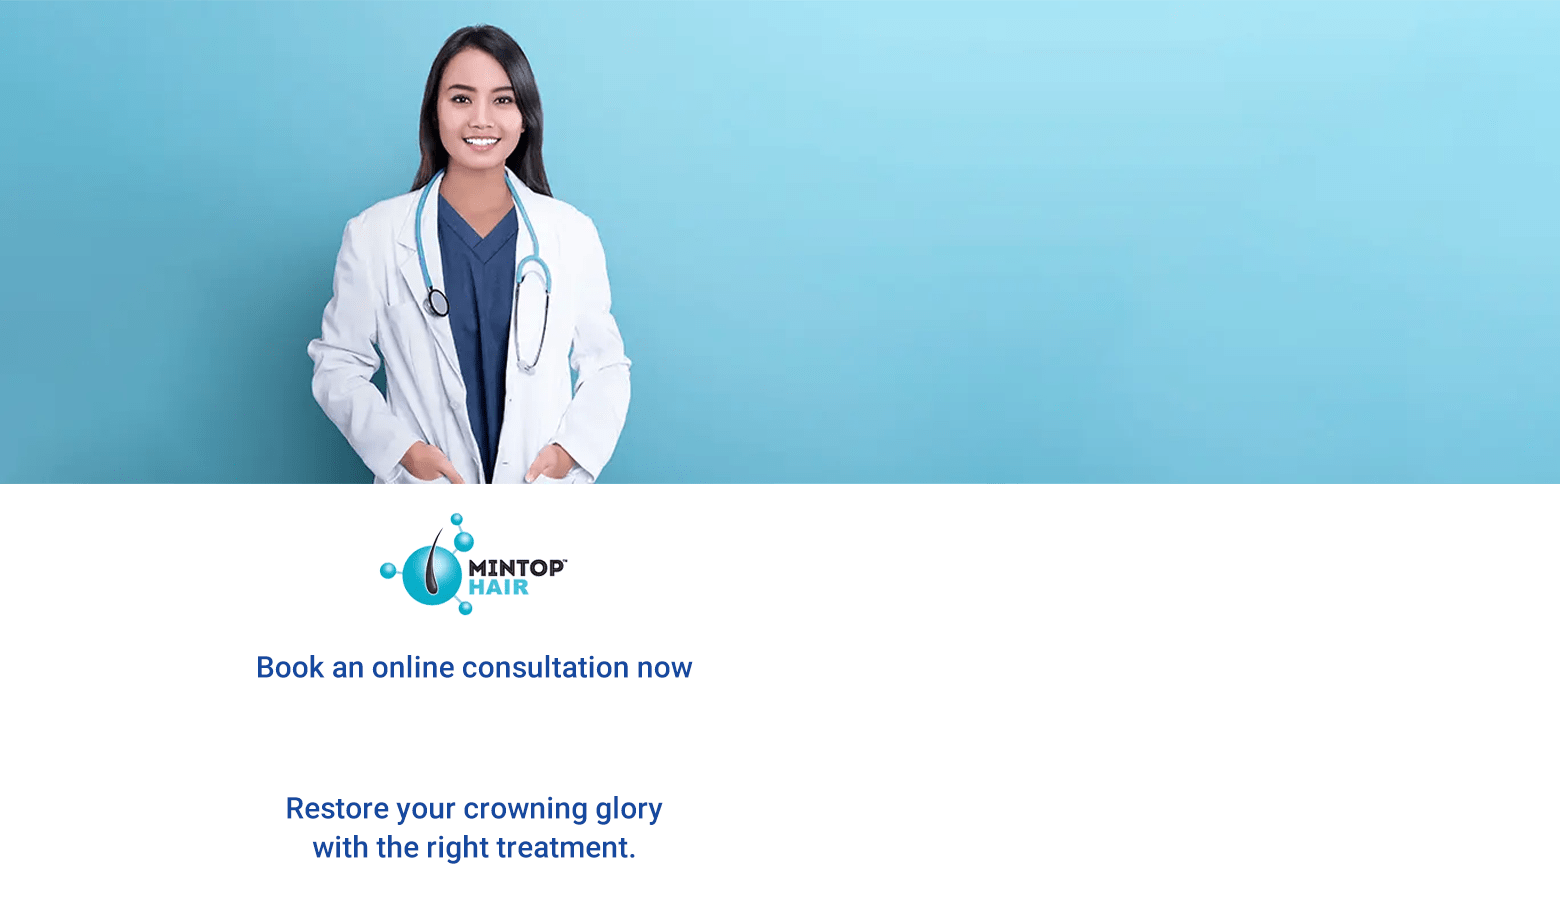 MINTOP™
HAIR
Book an online consultation now
Restore your crowning glory
with the right treatment.